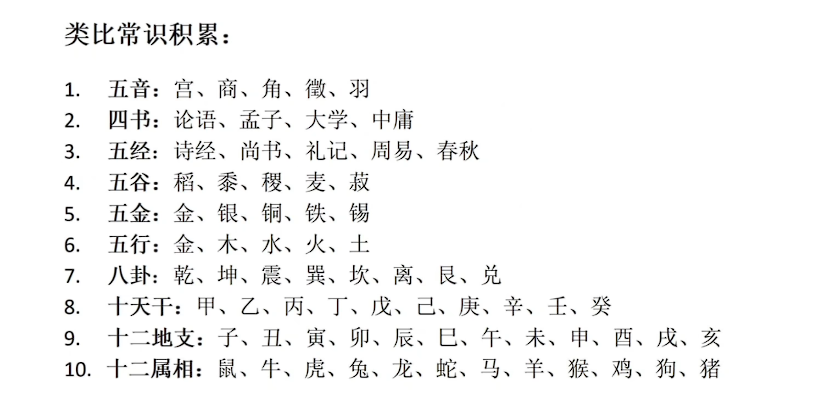 类比常识积累：
1. 五音：宫、商、角、徵、羽
2. 四书：论语、孟子、大学、中庸
3. 五经：诗经、尚书、礼记、周易、春秋
4. 五谷：稻、黍、稷、麦、菽
5. 五金：金、银、铜、铁、锡
6. 五行：金、木、水、火、土
7. 八卦：乾、坤、震、巽、坎、离、艮、兑
8. 十天干：甲、乙、丙、丁、戊、己、庚、辛、壬、癸
9. 十二地支：子、丑、寅、卯、辰、巳、午、未、申、酉、戌、亥
10. 十二属相：鼠、牛、虎、兔、龙、蛇、马、羊、猴、鸡、狗、猪